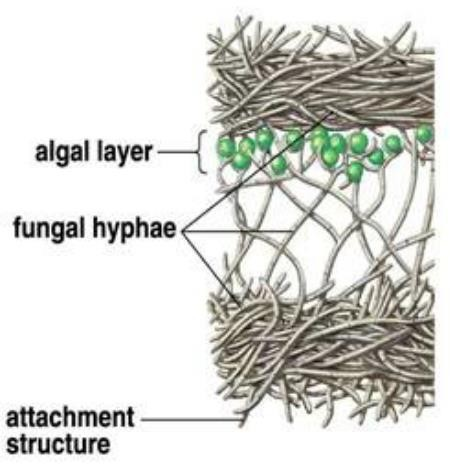 algal layer
fungal hyphae
attachment
structure